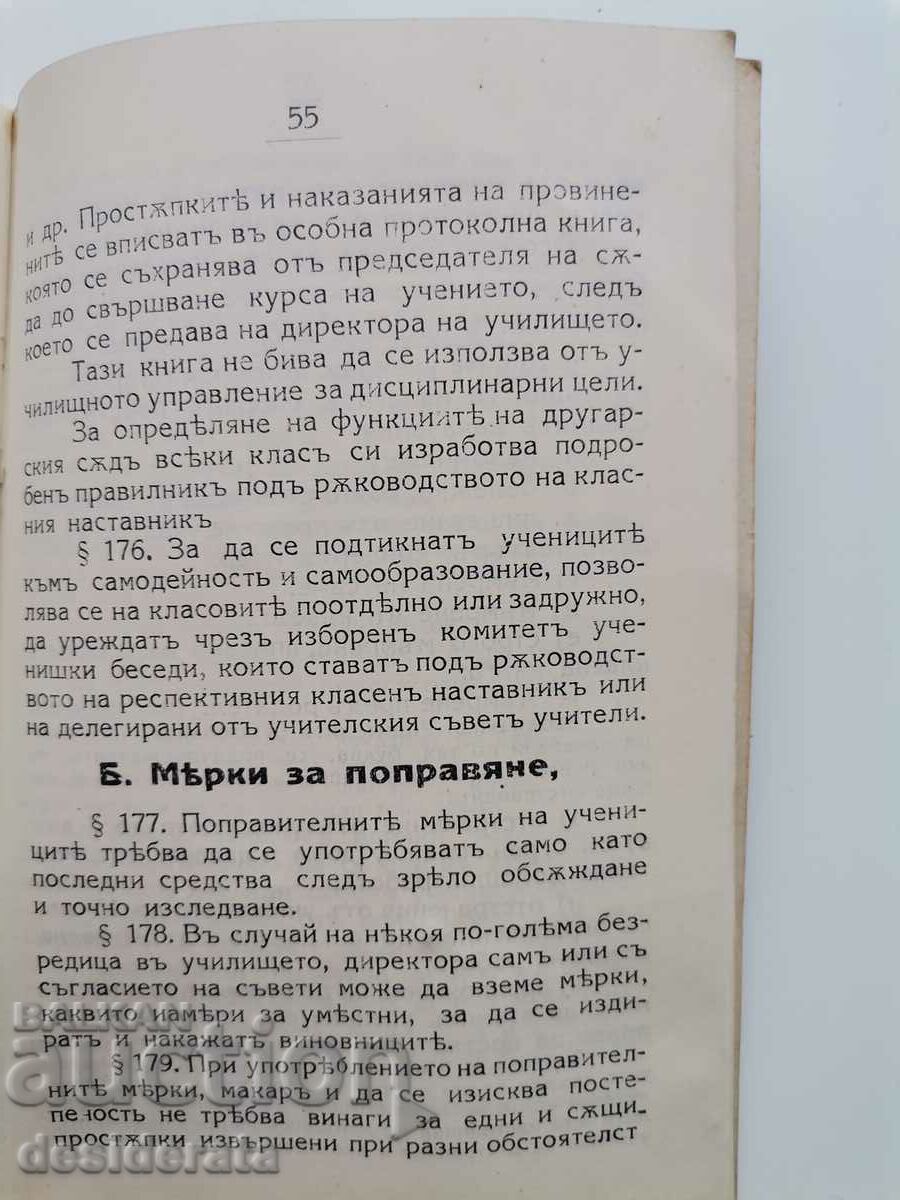 55
и др. Простѫпкитѣ и наказанията на провине-
нитѣ се вписватъ въ особна протоколна книга,
която се съхранява отъ председателя на сѫ-
да до свършване курса на учението, следъ
което се предава на директора на училището.
Тази книга не бива да се използва отъ у-
чилищното управление за дисциплинарни цели.
За опредѣляне на функциитѣ на другар-
ския сѫдъ всѣки класъ си изработва подро-
бенъ правилникъ подъ рѫководството на клас-
ния наставникъ
§ 176. За да се подтикнатъ ученицитѣ
къмъ самодейность и самообразование, позво-
лява се на класовитѣ поотдѣлно или задружно,
да уреждатъ чрезъ изборенъ комитетъ уче-
нишки беседи, които ставатъ подъ рѫководст-
вото на респективния класенъ наставникъ или
на делегирани отъ учителския съветъ учители.
Б. Мѣрки за поправяне,
§ 177. Поправителнитѣ мѣрки на учени-
цитѣ трѣбва да се употрѣбяватъ само като
последни средства следъ зрѣло обсѫждане
и точно изследване.
§ 178. Въ случай на нѣкоя по-голѣма без-
редица въ училището, директора самъ или съ
съгласието на съвети може да вземе мѣрки,
каквито намѣри за умѣстни, за да се изди-
рятъ и накажатъ виновницитѣ.
§ 179. При употрѣблението на поправител-
нитѣ мѣрки, макаръ и да се изисква посте-
пеность не трѣбва винаги за едни и сѫщи
простѫпки извършени при разни обстоятелст
BALKAN
auction
desiderata